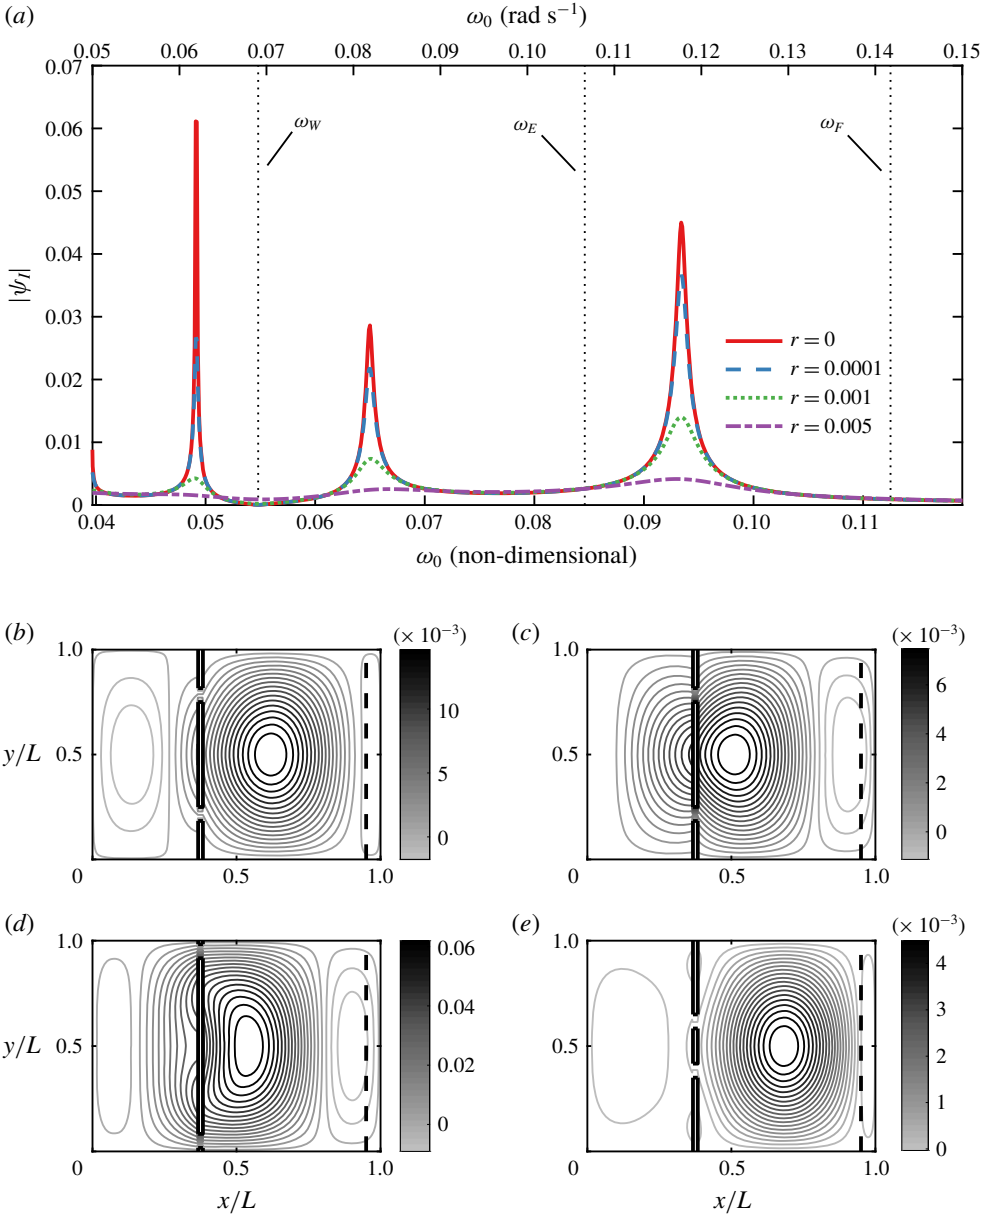 (a)
ω0 (rad s−1)
0.05 0.06 0.07 0.08 0.09 0.10 0.11 0.12 0.13 0.14 0.15
0.07
0.06
0.05
0.04
0.03
0.02
0.01
0
|ψI|
ωW
ωE
ωF
r = 0
r = 0.0001
r = 0.001
r = 0.005
0.04 0.05 0.06 0.07 0.08 0.09 0.10 0.11
ω0 (non-dimensional)
(b)
(× 10−3)
1.0
y/L 0.5
0 0.5 1.0
10
5
0
(c)
(× 10−3)
1.0
0.5
0 0.5 1.0
6
4
2
0
(d)
1.0
y/L 0.5
0 0.5 1.0
x/L
0.06
0.04
0.02
0
(e)
(× 10−3)
1.0
0.5
0 0.5 1.0
x/L
4
3
2
1
0